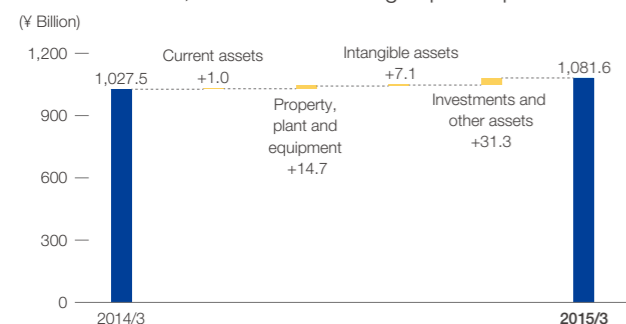 (¥ Billion)
1,200
1,027.5
Current assets
+1.0
Property,
plant and
equipment
+14.7
Intangible assets
+7.1
Investments and
other assets
+31.3
1,081.6
900
600
300
0
2014/3
2015/3